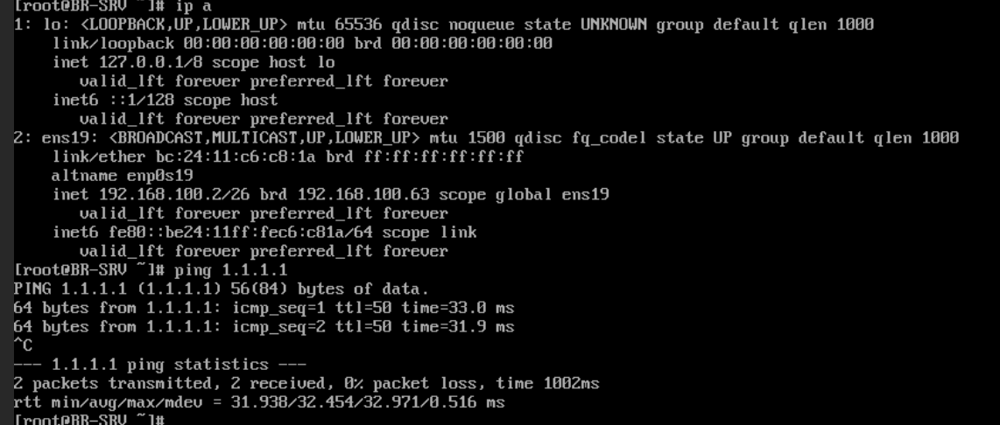 [root@BR-SRV ~]# ip a
1: lo: <LOOPBACK,UP,LOWER_UP> mtu 65536 qdisc noqueue state UNKNOWN group default qlen 1000
link/loopback 00:00:00:00:00:00 brd 00:00:00:00:00:00
inet 127.0.0.1/8 scope host lo
valid_lft forever preferred_lft forever
inet6 ::1/128 scope host
valid_lft forever preferred_lft forever
2: ens19: <BROADCAST,MULTICAST,UP,LOWER_UP> mtu 1500 qdisc fq_codel state UP group default qlen 1000
link/ether bc:24:11:c6:c8:1a brd ff:ff:ff:ff:ff:ff
altname enp0s19
inet 192.168.100.2/26 brd 192.168.100.63 scope global ens19
valid_lft forever preferred_lft forever
inet6 fe80::be24:11ff:fec6:c81a/64 scope link
valid_lft forever preferred_lft forever
[root@BR-SRV ~]# ping 1.1.1.1
PING 1.1.1.1 (1.1.1.1) 56(84) bytes of data.
64 bytes from 1.1.1.1: icmp_seq=1 ttl=50 time=33.0 ms
64 bytes from 1.1.1.1: icmp_seq=2 ttl=50 time=31.9 ms
^C
--- 1.1.1.1 ping statistics ---
2 packets transmitted, 2 received, 0% packet loss, time 1002ms
rtt min/avg/max/mdev = 31.938/32.454/32.971/0.516 ms
[root@BR-SRV ~]#